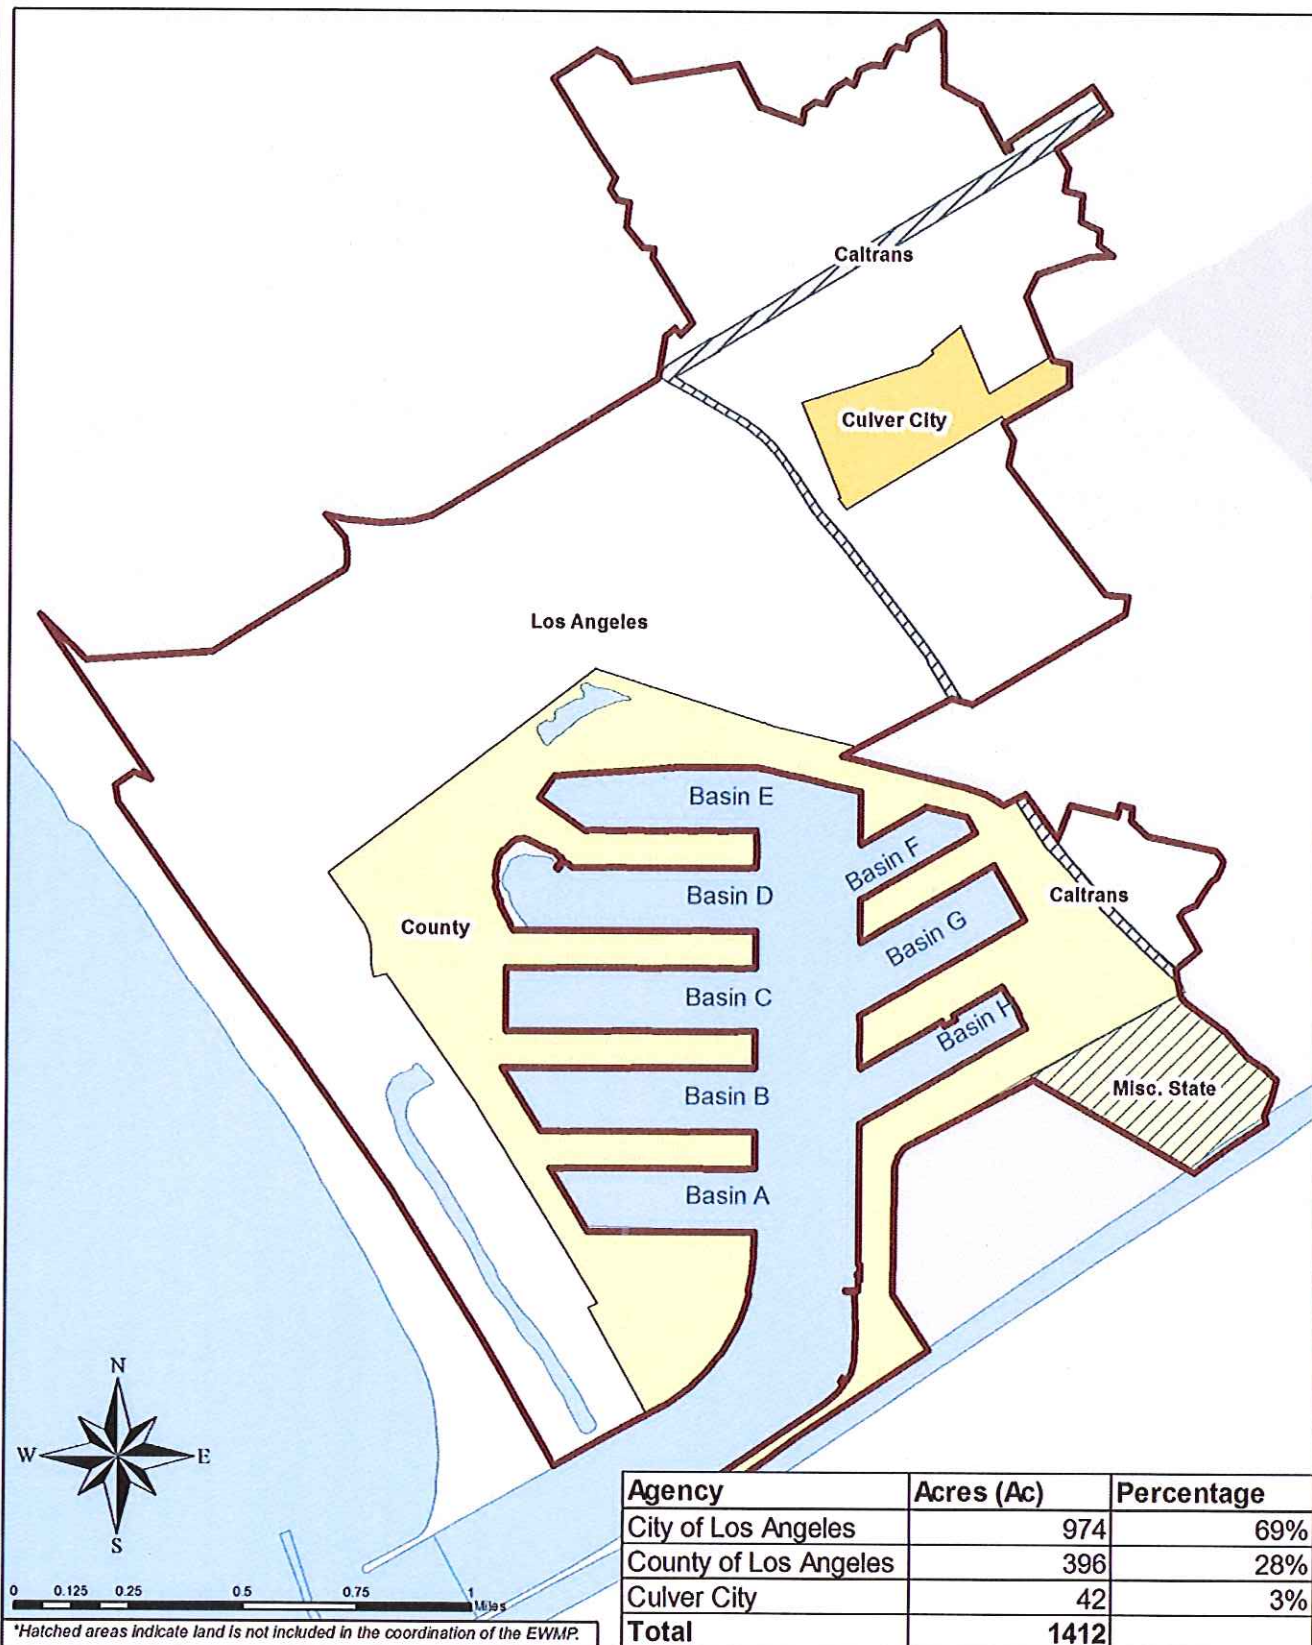 Caltrans
Culver City
Los Angeles
Basin E
Basin F
Basin D
Caltrans
County
Basin G
Basin C
Basin H
Misc. State
Basin B
Basin A
N
W E
S
0 0.125 0.25 0.5 0.75 1
Miles
*Hatched areas indicate land is not included in the coordination of the EWMP.
Agency Acres (Ac) Percentage
City of Los Angeles 974 69%
County of Los Angeles 396 28%
Culver City 42 3%
Total 1412